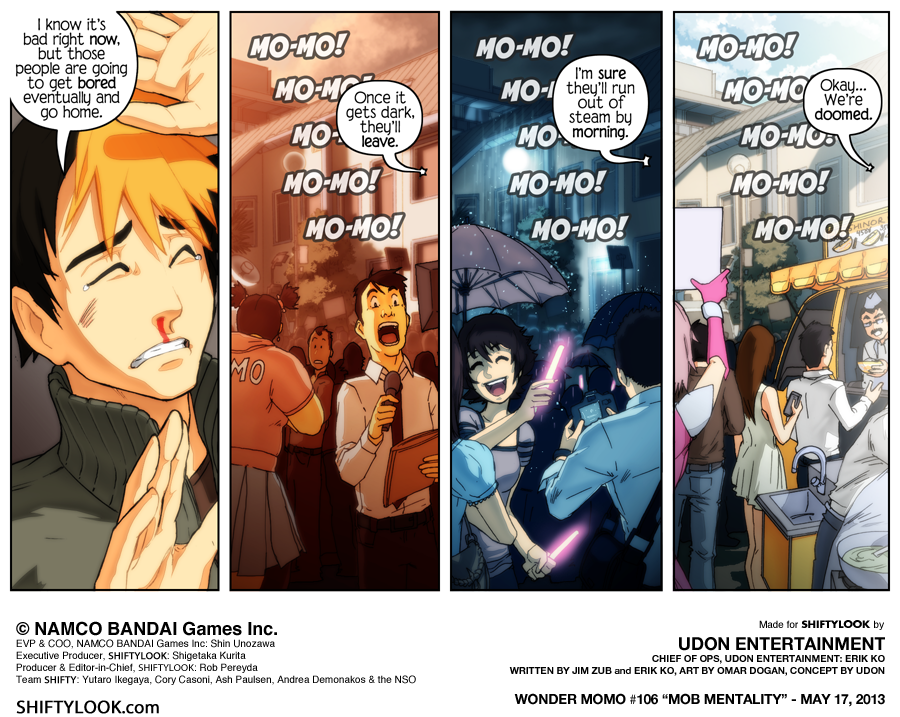 I know it's
bad right now,
but those
people are going
to get bored
eventually and
go home.
MO-MO!
MO-MO!
MO-
MO-MO!
MO-MO!
Once it
gets dark,
they'll
leave.
MO
MO-MO!
MO-
MO-
MO-MO!
MO-MO!
I'm sure
they'll run
out of
steam by
morning.
MO-MO!
MO-MO!
MO-MO!
MO-MO!
MO-MO!
Okay...
We're
doomed.
© NAMCO BANDAI Games Inc.
EVP & COO, NAMCO BANDAI Games Inc: Shin Unozawa
Executive Producer, SHIFTYLOOK: Shigetaka Kurita
Producer & Editor-in-Chief, SHIFTYLOOK: Rob Pereyda
Team SHIFTY: Yutaro Ikegaya, Cory Casoni, Ash Paulsen, Andrea Demonakos & the NSO
SHIFTYLOOK.com
Made for SHIFTYLOOK by
UDON ENTERTAINMENT
CHIEF OF OPS, UDON ENTERTAINMENT: ERIK KO
WRITTEN BY JIM ZUB and ERIK KO, ART BY OMAR DOGAN, CONCEPT BY UDON
WONDER MOMO #106 “MOB MENTALITY” - MAY 17, 2013